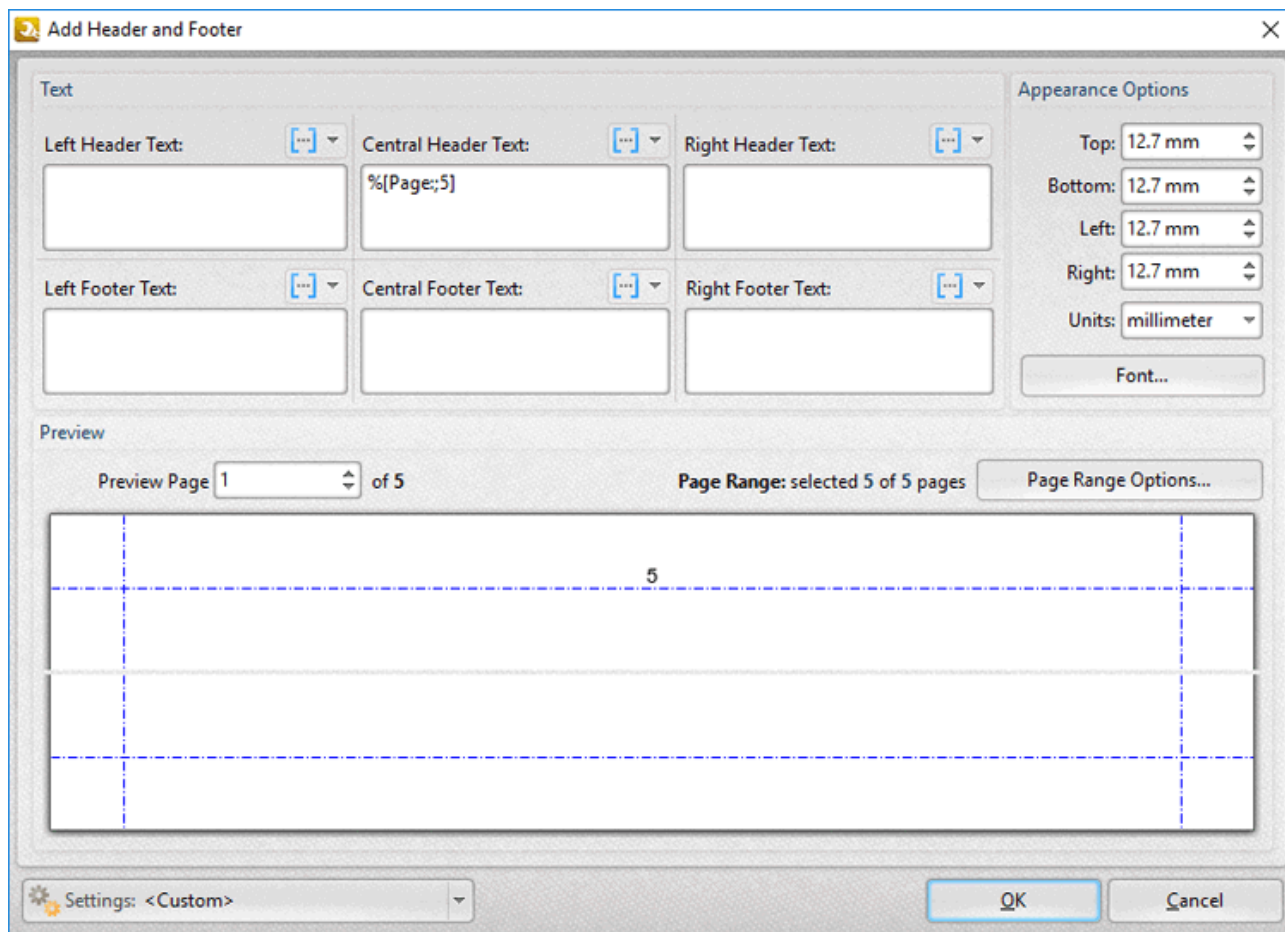 Add Header and Footer
Text
Appearance Options
Left Header Text:
Central Header Text:
Right Header Text:
%[Page:;5]
Top: 12.7 mm
Bottom: 12.7 mm
Left: 12.7 mm
Right: 12.7 mm
Left Footer Text:
Central Footer Text:
Right Footer Text:
Units: millimeter
Font...
Preview
Preview Page 1 of 5
Page Range: selected 5 of 5 pages
Page Range Options...
5
Settings: <Custom>
OK
Cancel